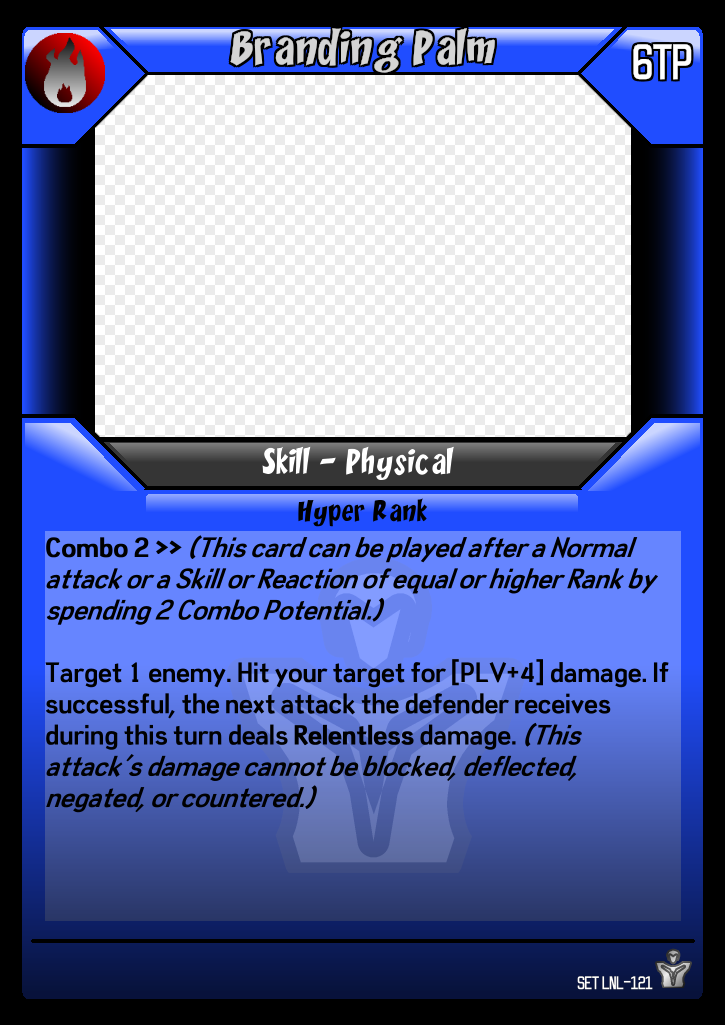 Branding Palm
6TP
Skill - Physical
Hyper Rank
Combo 2 >> (This card can be played after a Normal
attack or a Skill or Reaction of equal or higher Rank by
spending 2 Combo Potential.)
Target 1 enemy. Hit your target for [PLV+4] damage. If
successful, the next attack the defender receives
during this turn deals Relentless damage. (This
attack's damage cannot be blocked, deflected,
negated, or countered.)
SET LNL-121